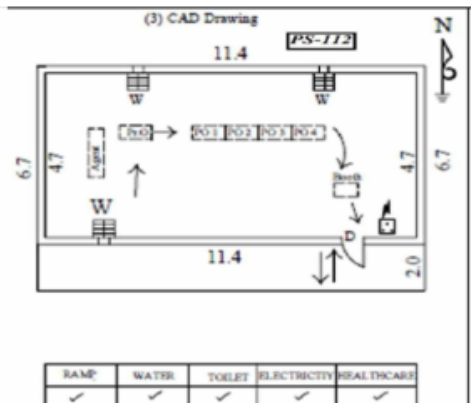 (3) CAD Drawing
PS-112
N
11.4
W W
Agent
PrO PO 1 PO 2 PO 3 PO 4
6.7 4.7 4.7 6.7
Booth
W
D
11.4
2.0
RAMP WATER TOILET ELECTRICTIY HEALTHCARE
✓ ✓ ✓ ✓ ✓